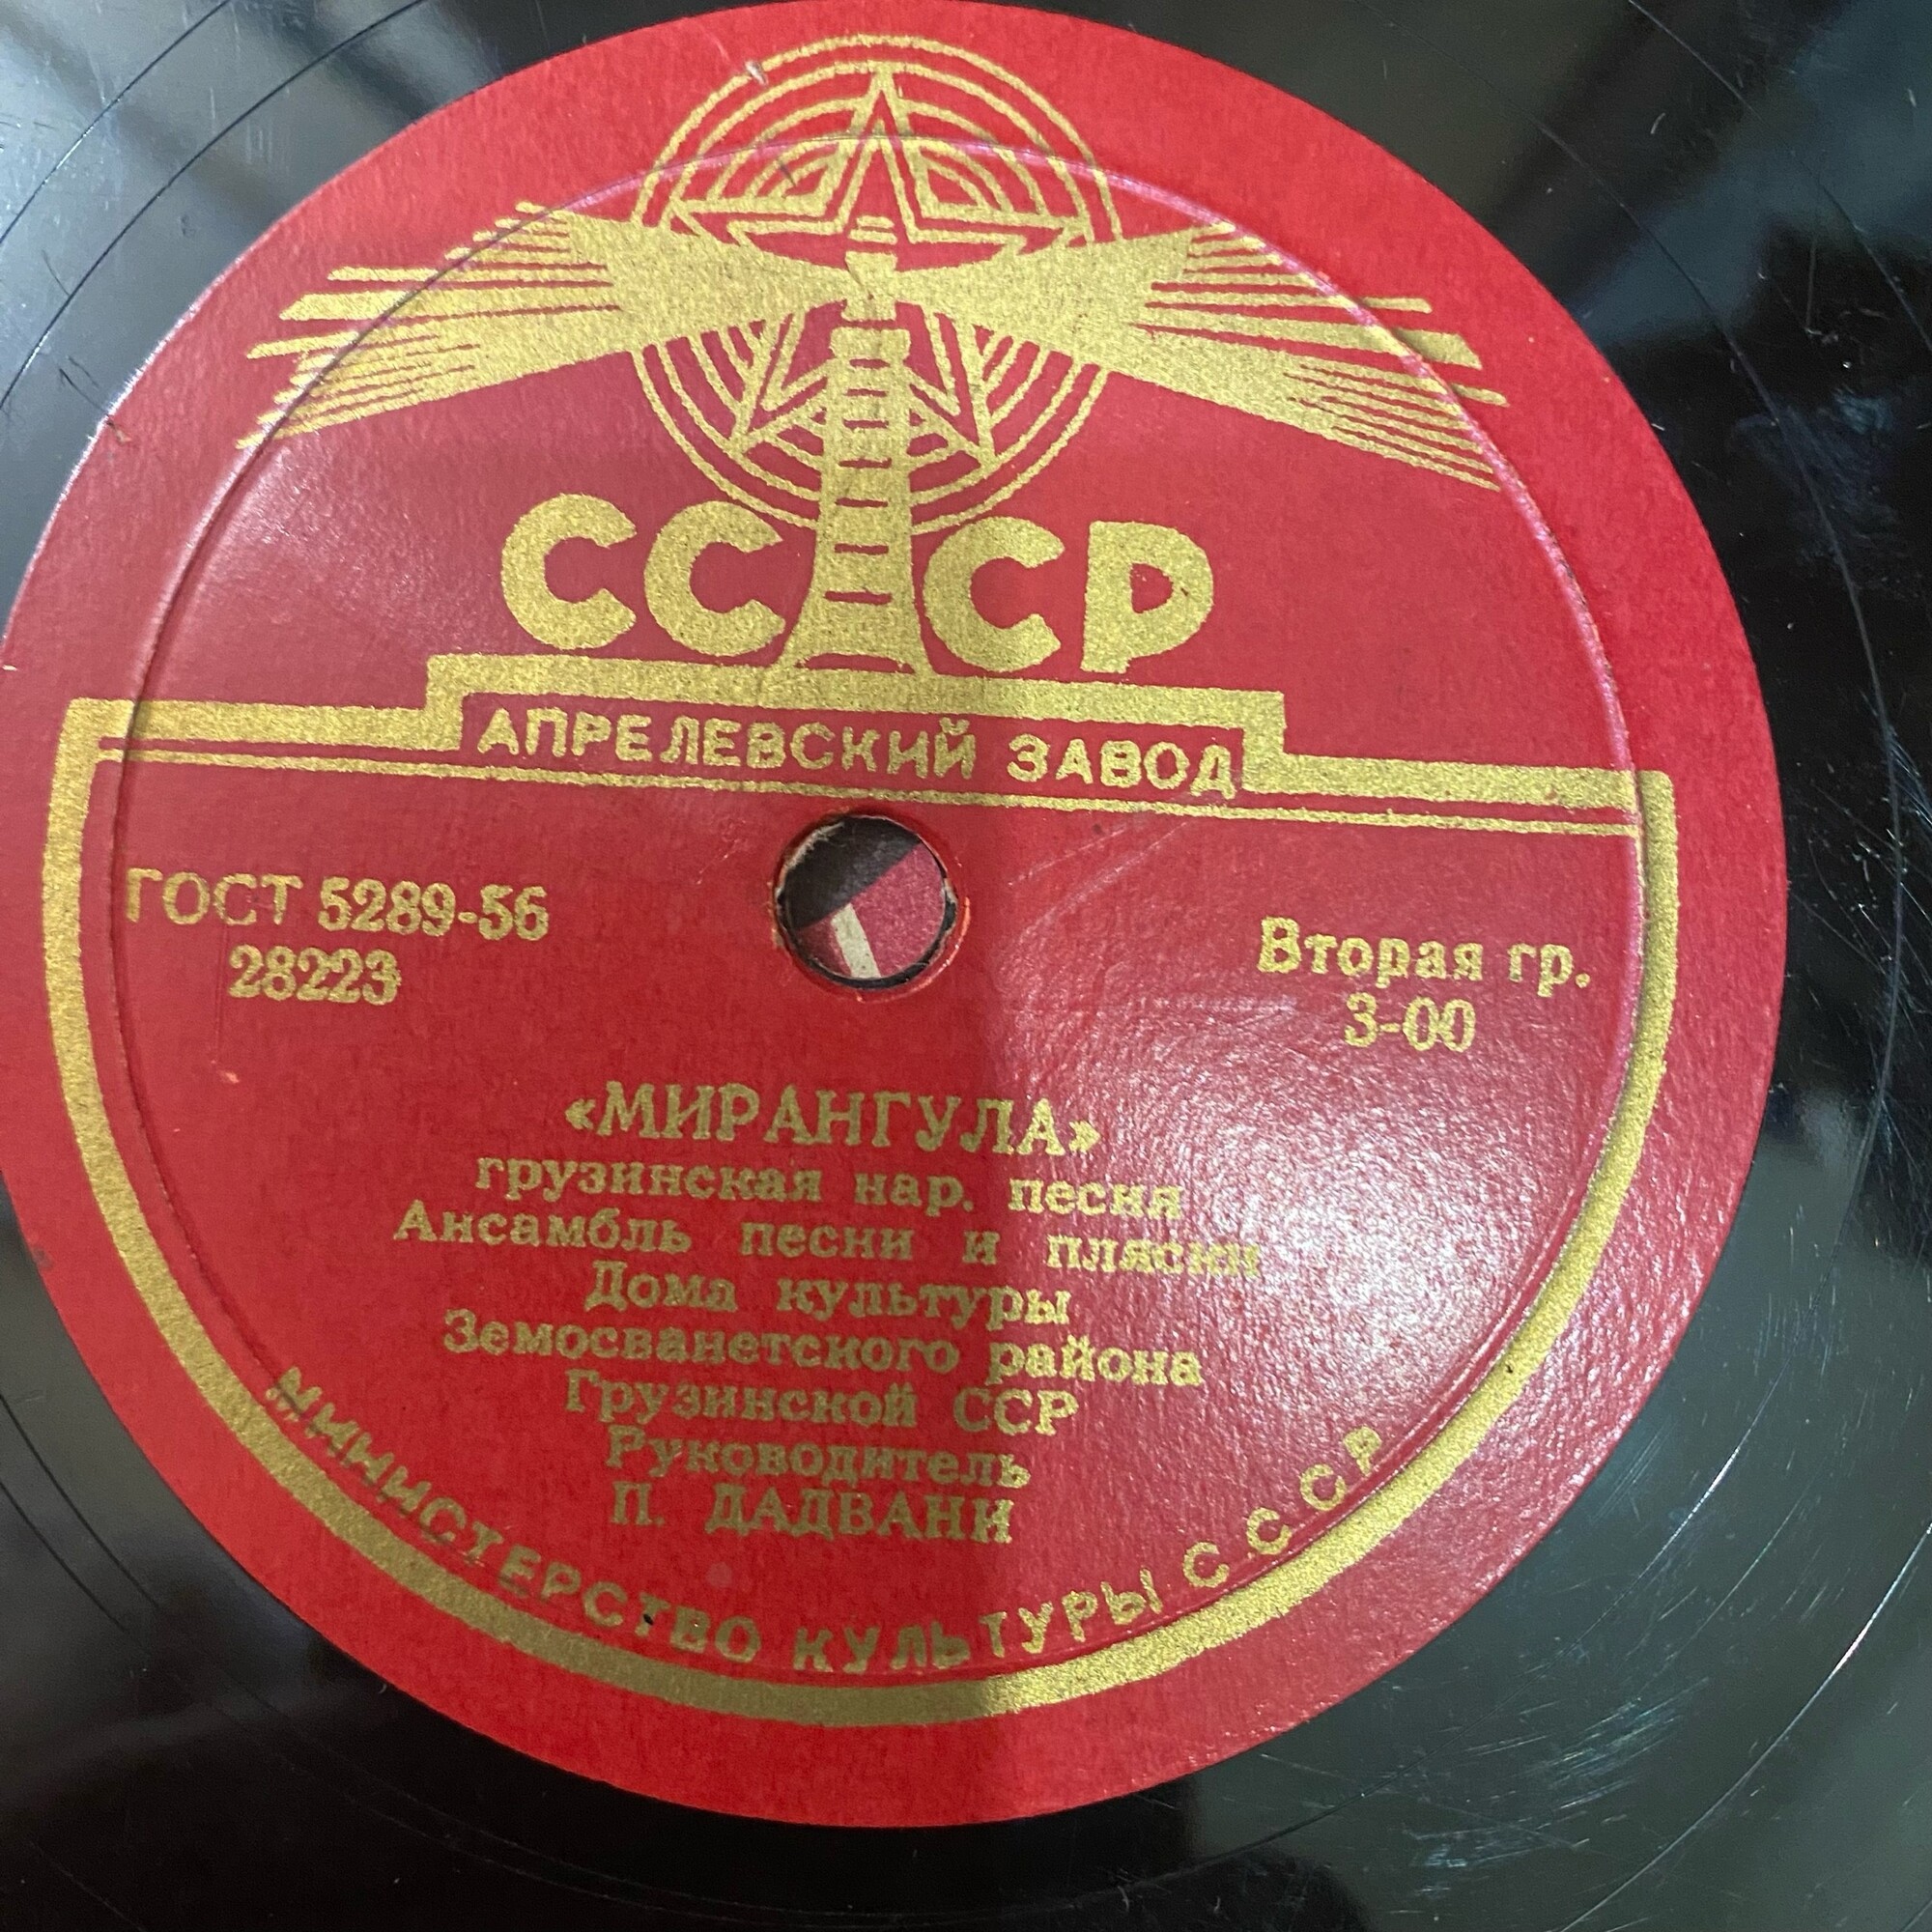 СССР
АПРЕЛЕВСКИЙ ЗАВОД
ГОСТ 5289-56
28223
Вторая гр.
3-00
«МИРАНГУЛА»
грузинская нар. песня
Ансамбль песни и пляски
Дома культуры
Земосванетского района
Грузинской ССР
Руководитель
П. ДАДВАНИ
МИНИСТЕРСТВО КУЛЬТУРЫ СССР